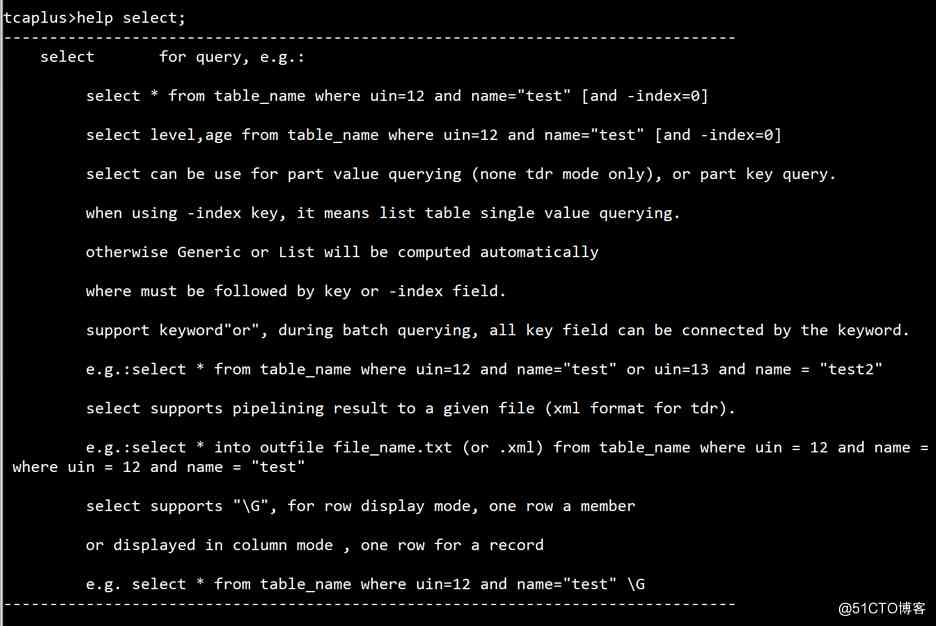 tcaplus>help select;
--------------------------------------------------------------------------------
select       for query, e.g.:
select * from table_name where uin=12 and name="test" [and -index=0]
select level,age from table_name where uin=12 and name="test" [and -index=0]
select can be use for part value querying (none tdr mode only), or part key query.
when using -index key, it means list table single value querying.
otherwise Generic or List will be computed automatically
where must be followed by key or -index field.
support keyword"or", during batch querying, all key field can be connected by the keyword.
e.g.:select * from table_name where uin=12 and name="test" or uin=13 and name = "test2"
select supports pipelining result to a given file (xml format for tdr).
e.g.:select * into outfile file_name.txt (or .xml) from table_name where uin = 12 and name =
where uin = 12 and name = "test"
select supports "\G", for row display mode, one row a member
or displayed in column mode , one row for a record
e.g. select * from table_name where uin=12 and name="test" \G
--------------------------------------------------------------------------------
@51CTO博客